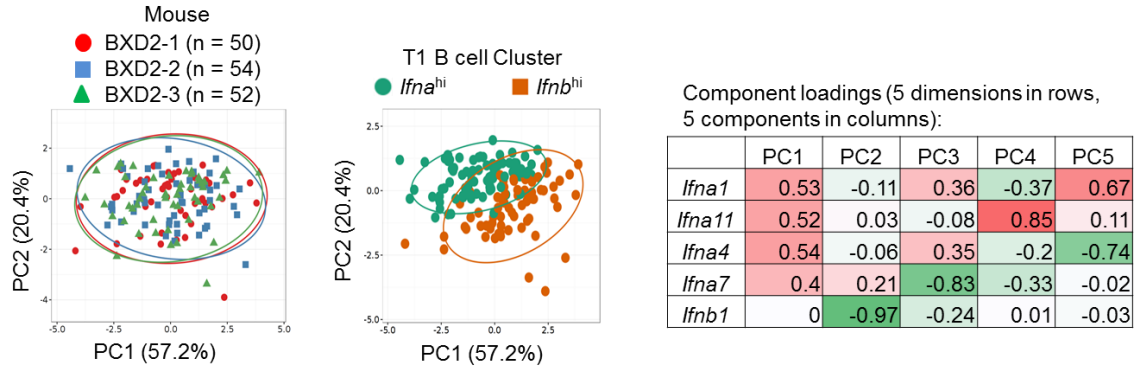 Mouse
BXD2-1 (n = 50)
BXD2-2 (n = 54)
BXD2-3 (n = 52)
2
0
-2
-4
-5.0
-2.5
0.0
2.5
5.0
PC2 (20.4%)
PC1 (57.2%)
T1 B cell Cluster
Ifnaʰⁱ
Ifnbʰⁱ
2.5
0.0
-2.5
-5.0
-5.0
-2.5
0.0
2.5
PC2 (20.4%)
PC1 (57.2%)
Component loadings (5 dimensions in rows,
5 components in columns):
PC1 PC2 PC3 PC4 PC5
Ifna1 0.53 -0.11 0.36 -0.37 0.67
Ifna11 0.52 0.03 -0.08 0.85 0.11
Ifna4 0.54 -0.06 0.35 -0.2 -0.74
Ifna7 0.4 0.21 -0.83 -0.33 -0.02
Ifnb1 0 -0.97 -0.24 0.01 -0.03